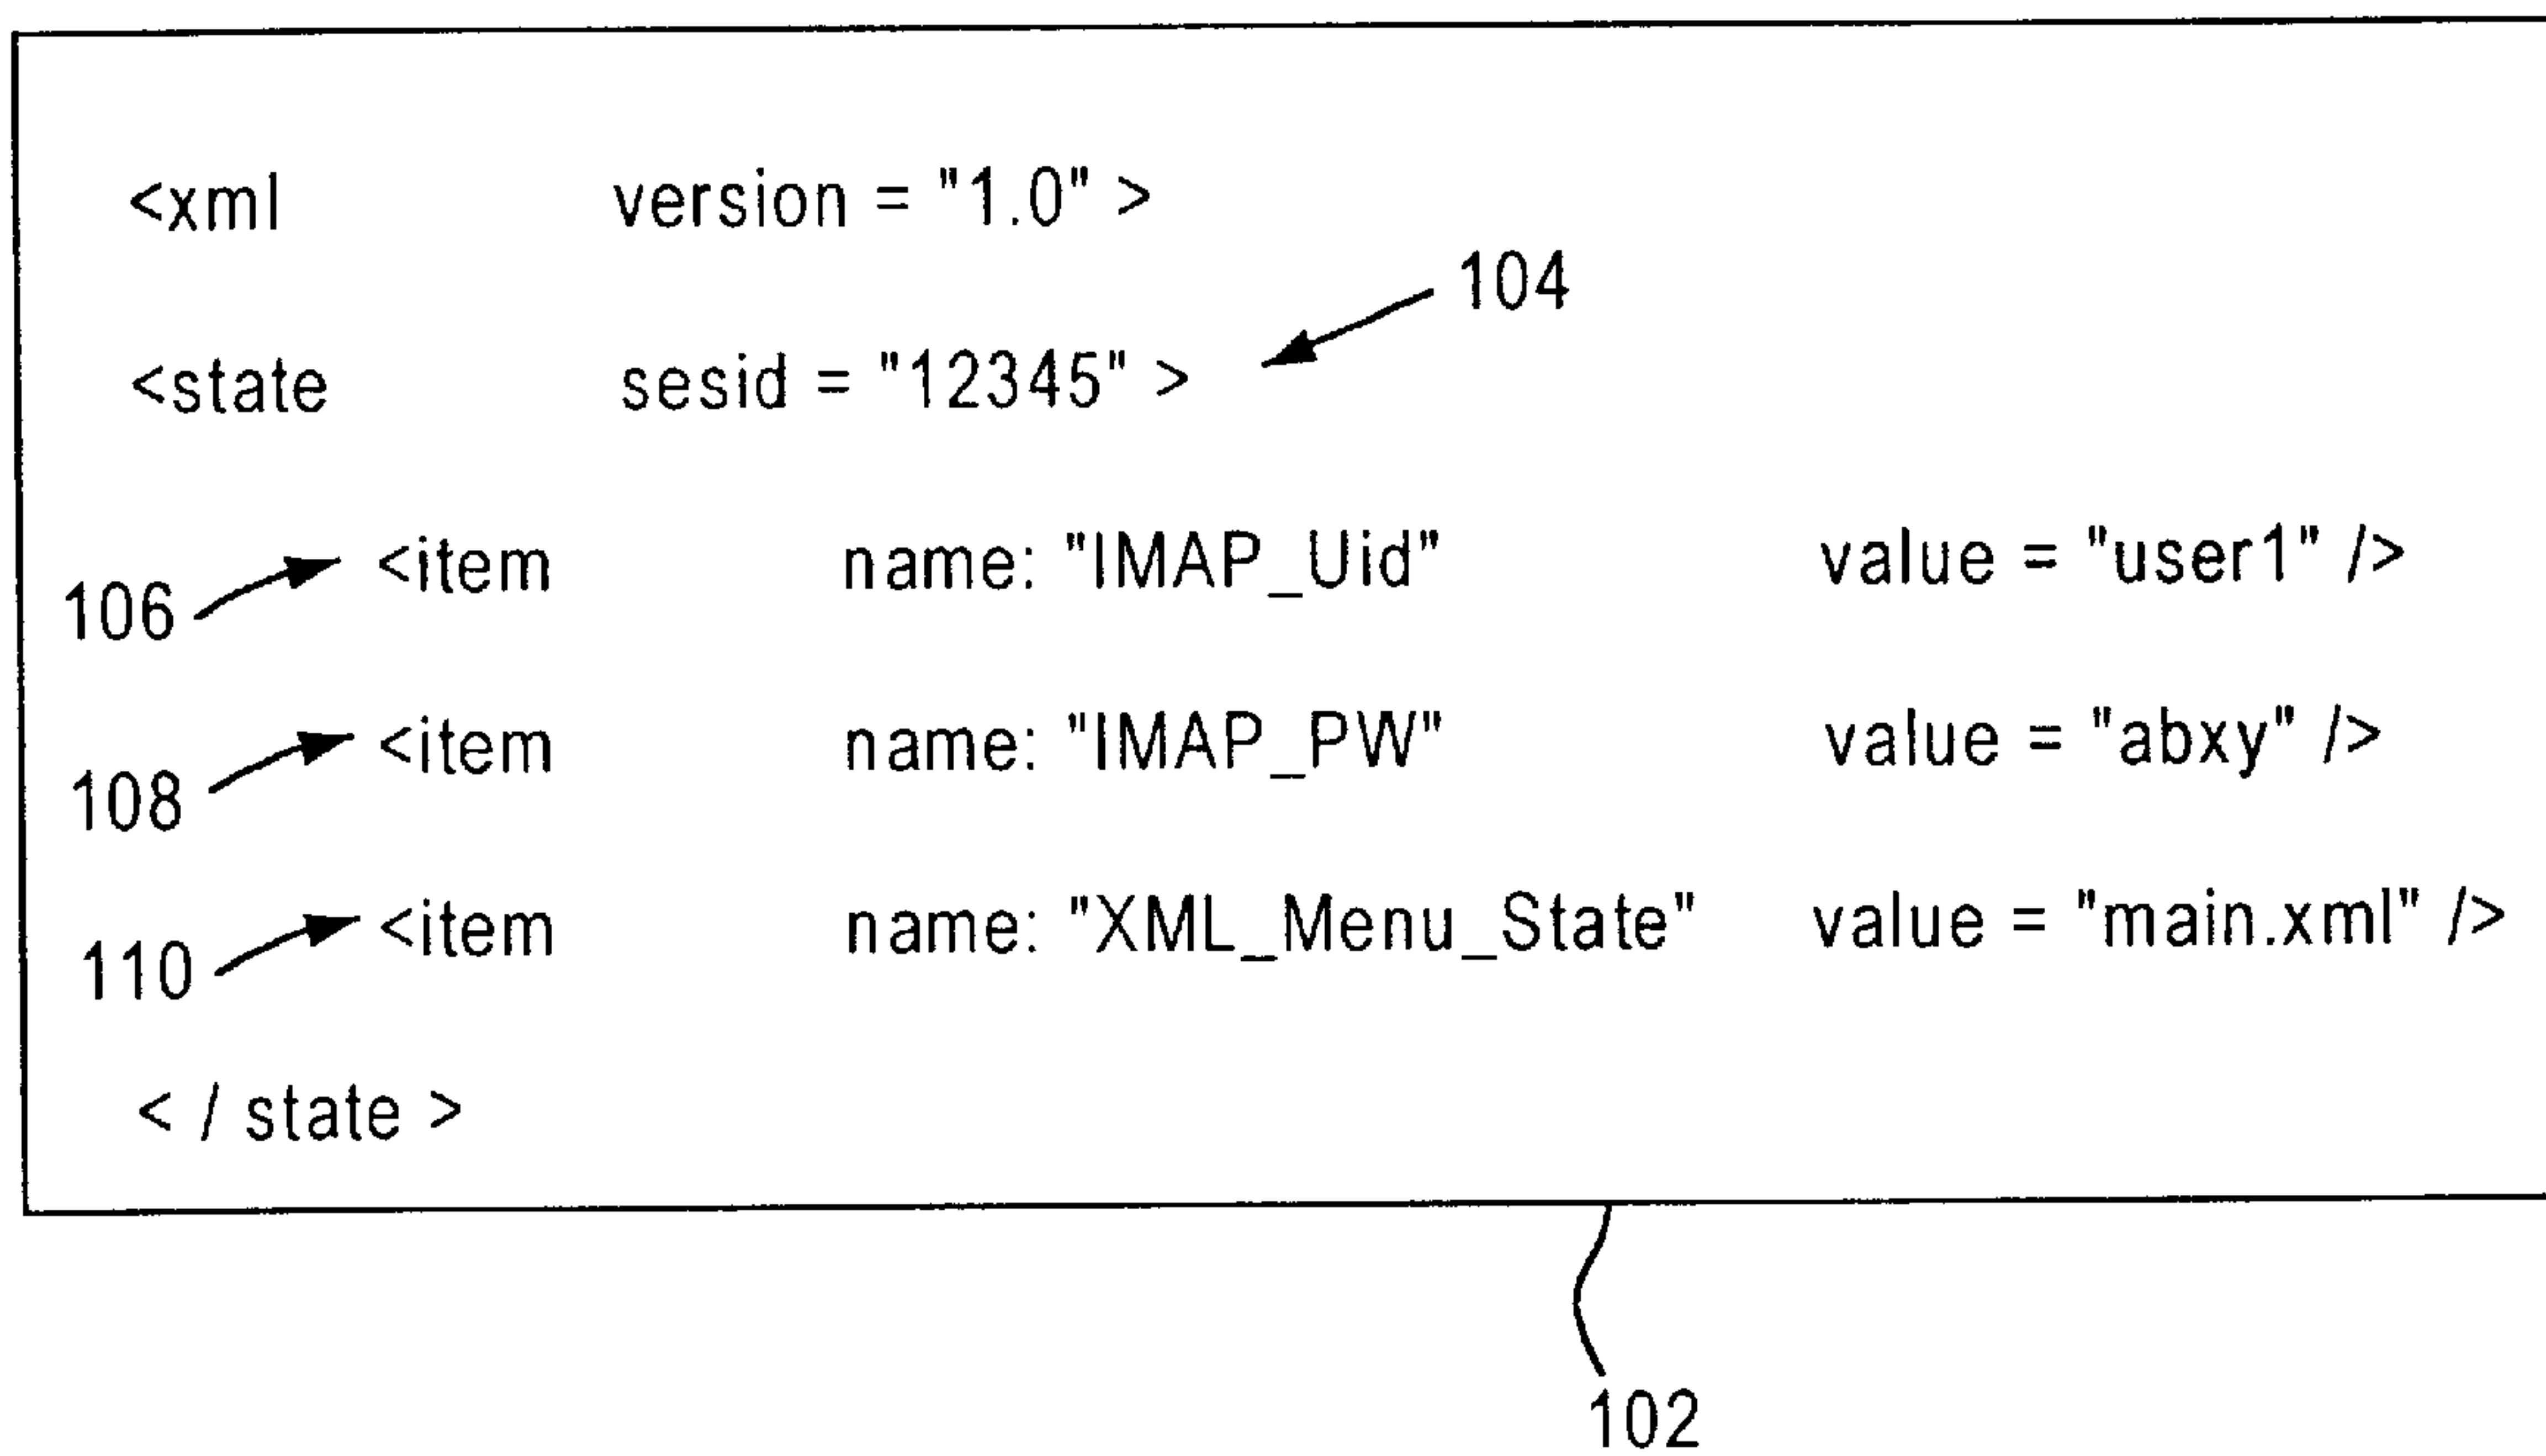 <xml version = "1.0" >
104
<state sesid = "12345" >
106 <item name: "IMAP_Uid" value = "user1" />
108 <item name: "IMAP_PW" value = "abxy" />
110 <item name: "XML_Menu_State" value = "main.xml" />
< / state >
102